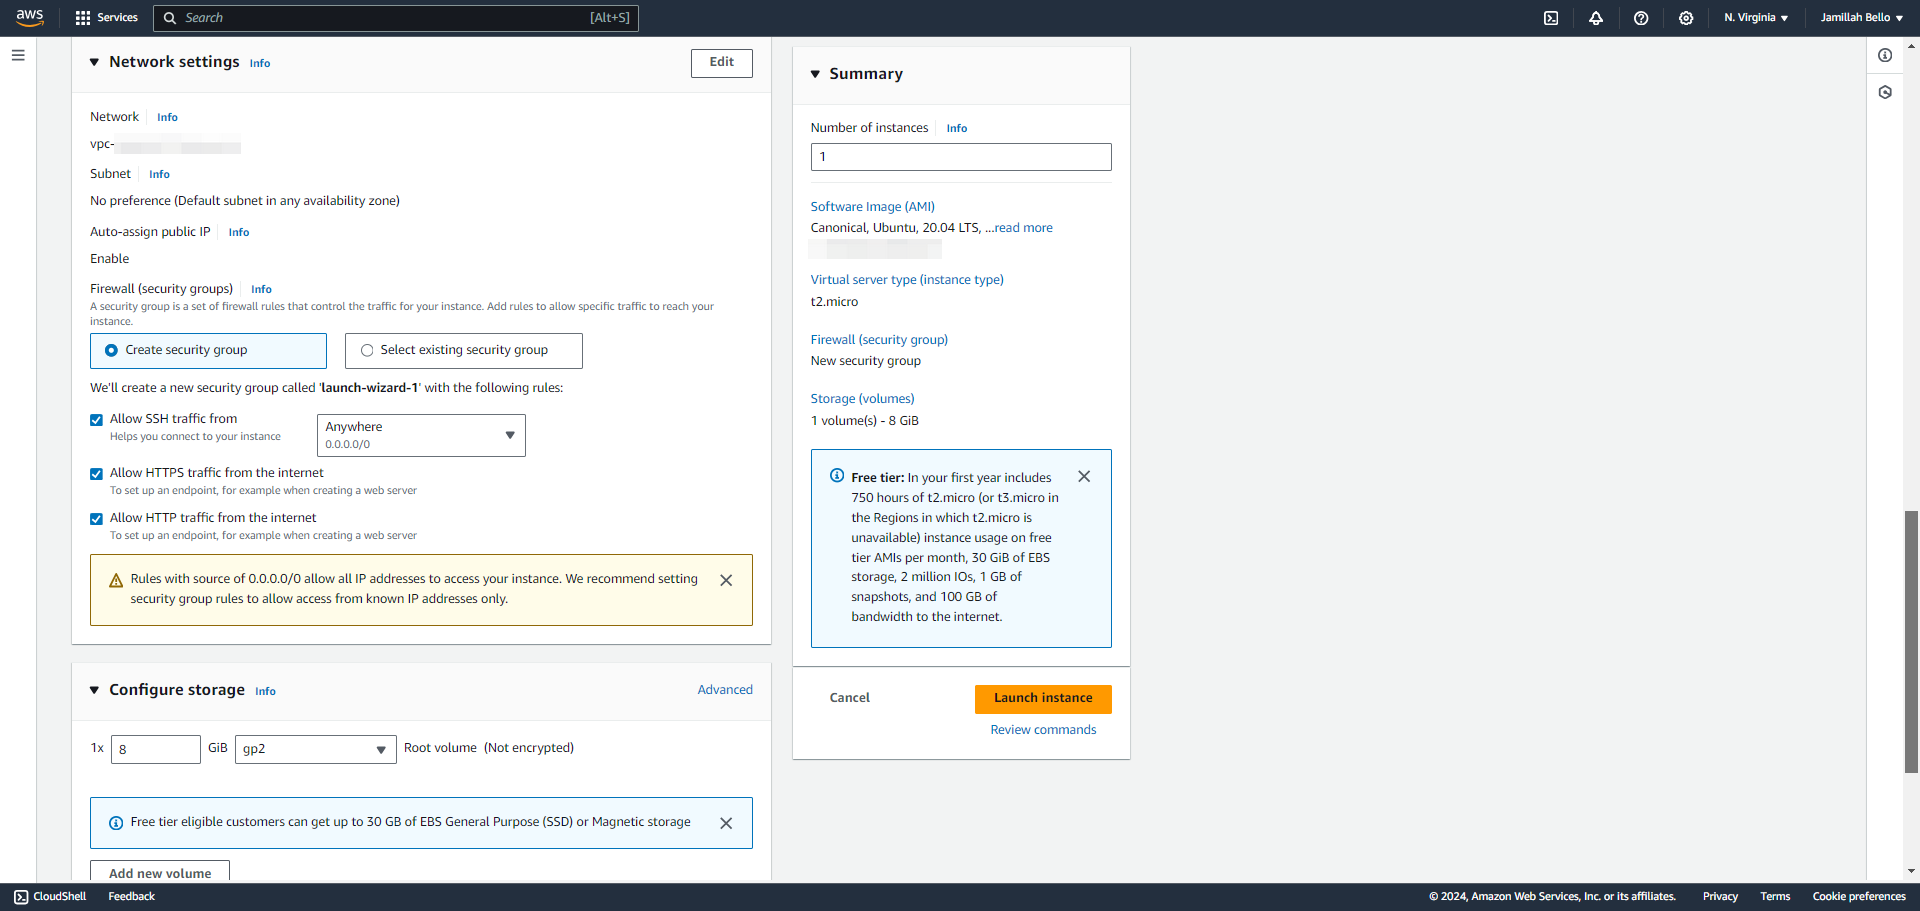 aws
Services
Search
[Alt+S]
N. Virginia
Jamillah Bello
Network settings
Info
Edit
Network
Info
vpc-
Subnet
Info
No preference (Default subnet in any availability zone)
Auto-assign public IP
Info
Enable
Firewall (security groups)
Info
A security group is a set of firewall rules that control the traffic for your instance. Add rules to allow specific traffic to reach your
instance.
Create security group
Select existing security group
We'll create a new security group called 'launch-wizard-1' with the following rules:
Allow SSH traffic from
Helps you connect to your instance
Anywhere
0.0.0.0/0
Allow HTTPS traffic from the internet
To set up an endpoint, for example when creating a web server
Allow HTTP traffic from the internet
To set up an endpoint, for example when creating a web server
Rules with source of 0.0.0.0/0 allow all IP addresses to access your instance. We recommend setting
security group rules to allow access from known IP addresses only.
Configure storage
Info
Advanced
1x
8
GiB
gp2
Root volume (Not encrypted)
Free tier eligible customers can get up to 30 GB of EBS General Purpose (SSD) or Magnetic storage
Add new volume
Summary
Number of instances
Info
1
Software Image (AMI)
Canonical, Ubuntu, 20.04 LTS, ...read more
Virtual server type (instance type)
t2.micro
Firewall (security group)
New security group
Storage (volumes)
1 volume(s) - 8 GiB
Free tier: In your first year includes
750 hours of t2.micro (or t3.micro in
the Regions in which t2.micro is
unavailable) instance usage on free
tier AMIs per month, 30 GiB of EBS
storage, 2 million IOs, 1 GB of
snapshots, and 100 GB of
bandwidth to the internet.
Cancel
Launch instance
Review commands
CloudShell
Feedback
© 2024, Amazon Web Services, Inc. or its affiliates.
Privacy
Terms
Cookie preferences